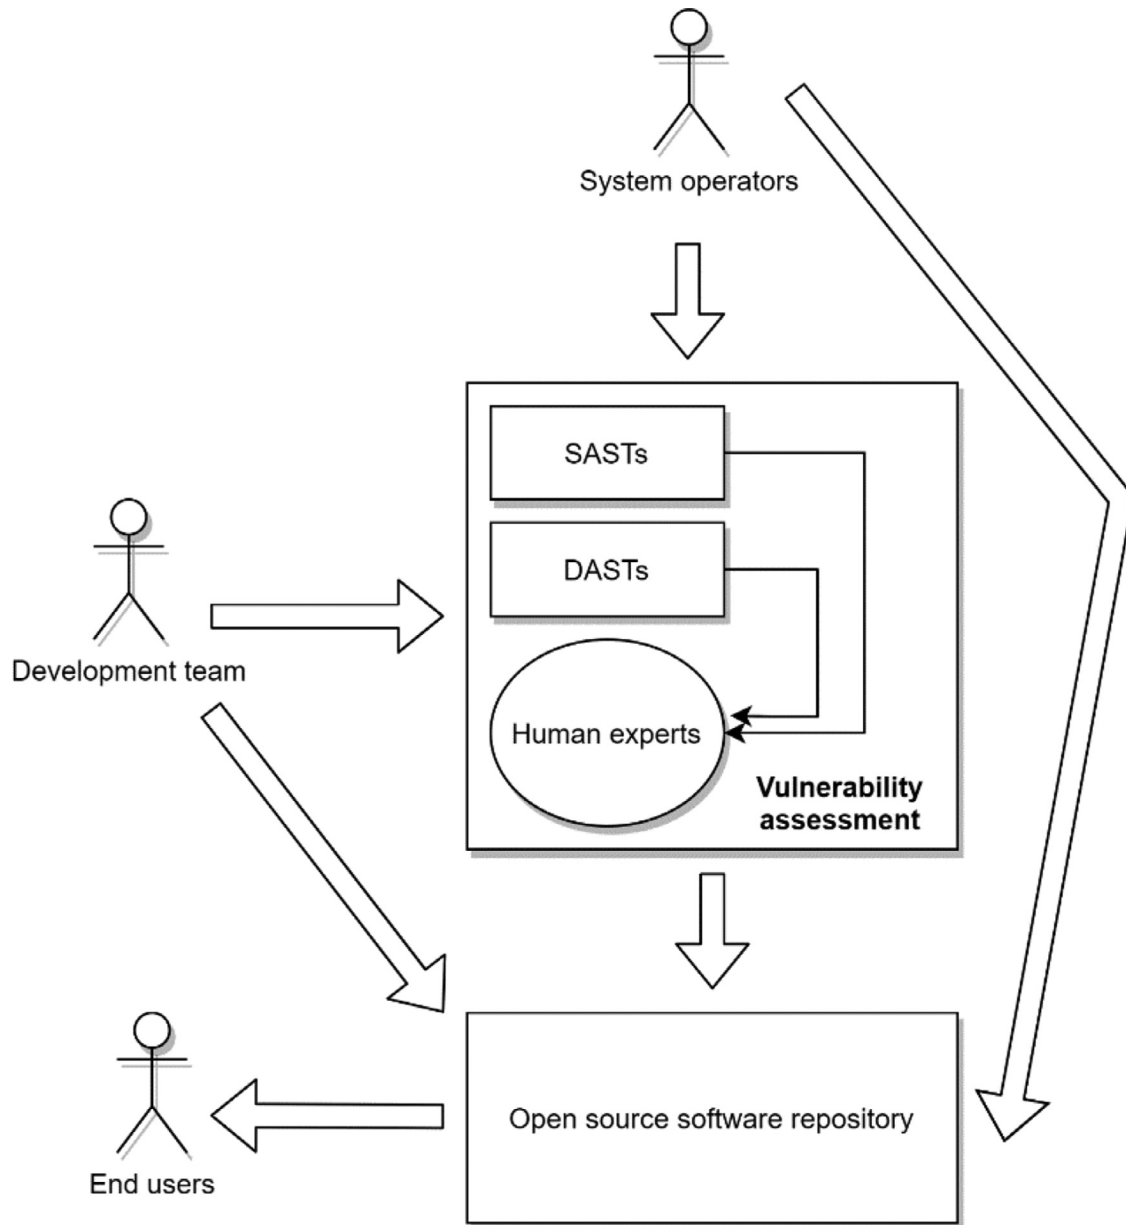 System operators
SASTs
DASTs
Development team
Human experts
Vulnerability
assessment
Open source software repository
End users